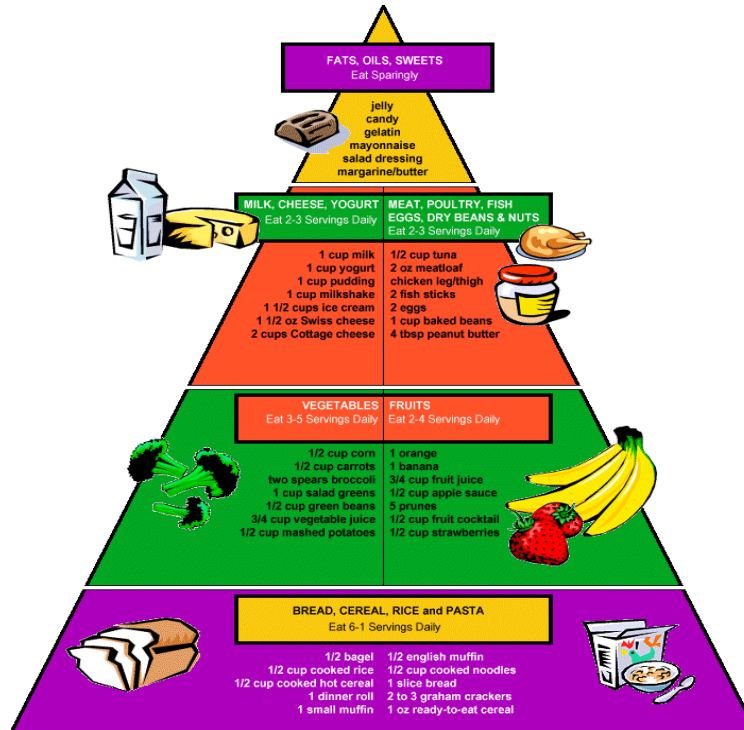 FATS, OILS, SWEETS
Eat Sparingly
jelly
candy
gelatin
mayonnaise
salad dressing
margarine/butter
MILK, CHEESE, YOGURT
Eat 2-3 Servings Daily
1 cup milk
1 cup yogurt
1 cup pudding
1 cup milkshake
1 1/2 cups ice cream
1 1/2 oz Swiss cheese
2 cups Cottage cheese
MEAT, POULTRY, FISH
EGGS, DRY BEANS & NUTS
Eat 2-3 Servings Daily
1/2 cup tuna
2 oz meatloaf
chicken leg/thigh
2 fish sticks
2 eggs
1 cup baked beans
4 tbsp peanut butter
VEGETABLES
Eat 3-5 Servings Daily
1/2 cup corn
1/2 cup carrots
two spears broccoli
1 cup salad greens
1/2 cup green beans
3/4 cup vegetable juice
1/2 cup mashed potatoes
FRUITS
Eat 2-4 Servings Daily
1 orange
1 banana
3/4 cup fruit juice
1/2 cup apple sauce
5 prunes
1/2 cup fruit cocktail
1/2 cup strawberries
BREAD, CEREAL, RICE and PASTA
Eat 6-1 Servings Daily
1/2 bagel
1/2 cup cooked rice
1/2 cup cooked hot cereal
1 dinner roll
1 small muffin
1/2 english muffin
1/2 cup cooked noodles
1 slice bread
2 to 3 graham crackers
1 oz ready-to-eat cereal